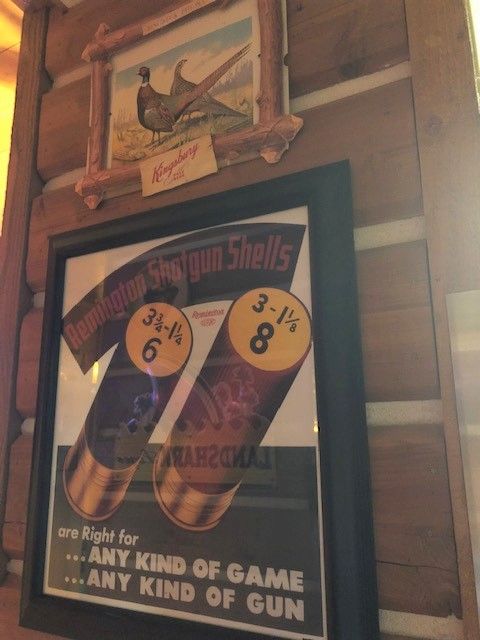 Kingsbury
Remington Shotgun Shells
3¾-1¼
6
Remington
3-1⅛
8
LANDSHARK
are Right for
...ANY KIND OF GAME
...ANY KIND OF GUN